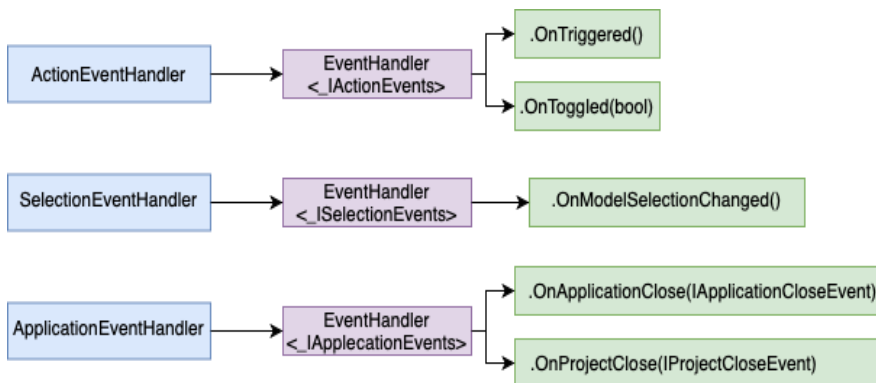 .OnTriggered()
ActionEventHandler
EventHandler
<_IActionEvents>
.OnToggled(bool)
SelectionEventHandler
EventHandler
<_ISelectionEvents>
.OnModelSelectionChanged()
.OnApplicationClose(IApplicationCloseEvent)
ApplicationEventHandler
EventHandler
<_IApplecationEvents>
.OnProjectClose(IProjectCloseEvent)